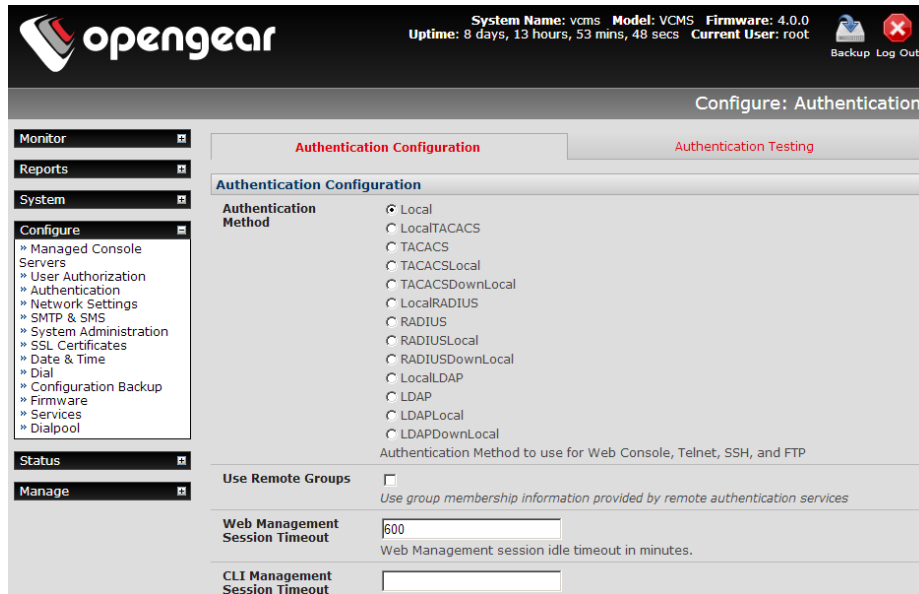 opengear
System Name: vcms Model: VCMS Firmware: 4.0.0
Uptime: 8 days, 13 hours, 53 mins, 48 secs Current User: root
Backup Log Out
Configure: Authentication
Monitor
Reports
System
Configure
» Managed Console
Servers
» User Authorization
» Authentication
» Network Settings
» SMTP & SMS
» System Administration
» SSL Certificates
» Date & Time
» Dial
» Configuration Backup
» Firmware
» Services
» Dialpool
Status
Manage
Authentication Configuration
Authentication Testing
Authentication Configuration
Authentication
Method
Local
LocalTACACS
TACACS
TACACSLocal
TACACSDownLocal
LocalRADIUS
RADIUS
RADIUSLocal
RADIUSDownLocal
LocalLDAP
LDAP
LDAPLocal
LDAPDownLocal
Authentication Method to use for Web Console, Telnet, SSH, and FTP
Use Remote Groups
Use group membership information provided by remote authentication services
Web Management
Session Timeout
600
Web Management session idle timeout in minutes.
CLI Management
Session Timeout